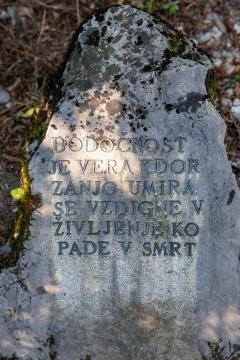 BODOČNOST
JE VERA KDOR
ZANJO UMIRA
SE VZDIGNE V
ŽIVLJENJE KO
PADE V SMRT